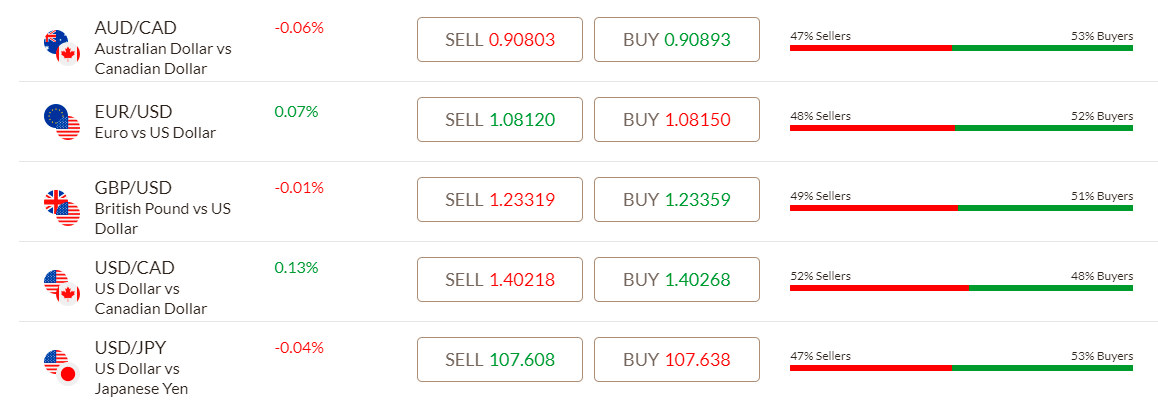 AUD/CAD
Australian Dollar vs
Canadian Dollar
-0.06%
SELL 0.90803
BUY 0.90893
47% Sellers
53% Buyers
EUR/USD
Euro vs US Dollar
0.07%
SELL 1.08120
BUY 1.08150
48% Sellers
52% Buyers
GBP/USD
British Pound vs US
Dollar
-0.01%
SELL 1.23319
BUY 1.23359
49% Sellers
51% Buyers
USD/CAD
US Dollar vs
Canadian Dollar
0.13%
SELL 1.40218
BUY 1.40268
52% Sellers
48% Buyers
USD/JPY
US Dollar vs
Japanese Yen
-0.04%
SELL 107.608
BUY 107.638
47% Sellers
53% Buyers